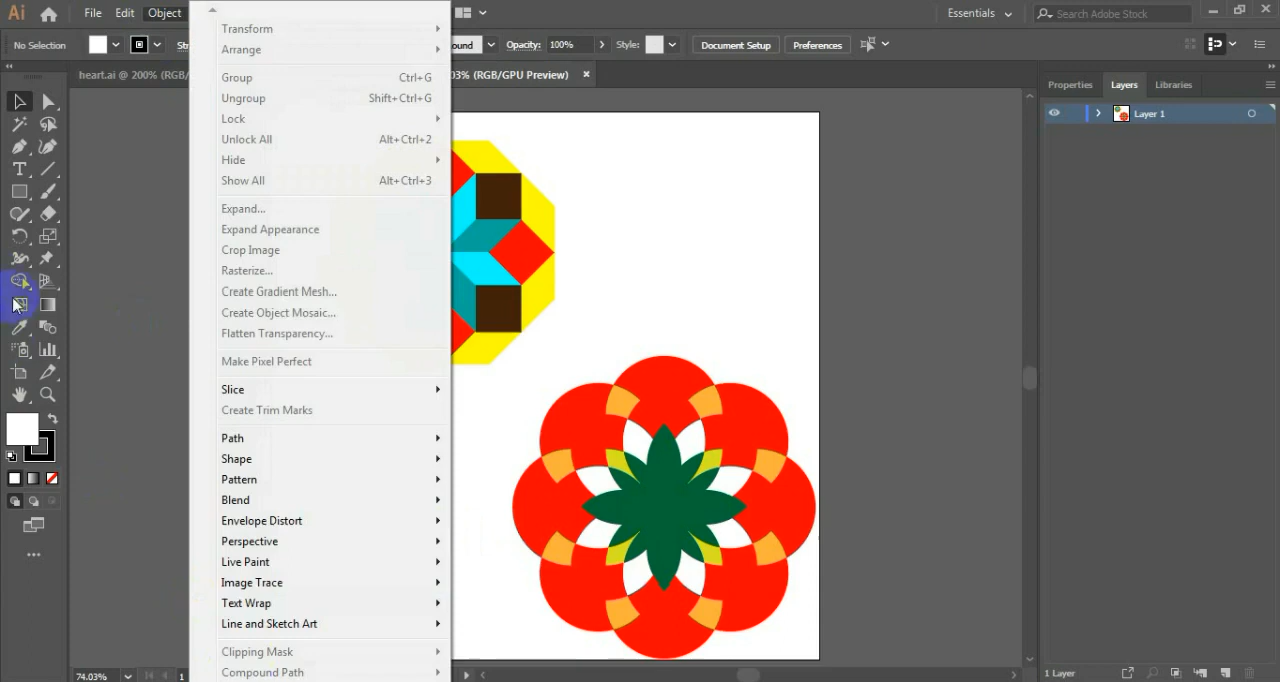 Ai File Edit Object Essentials Search Adobe Stock
No Selection ound Opacity: 100% Style: Document Setup Preferences
heart.ai @ 200% (RGB/ 03% (RGB/GPU Preview) ×
Properties Layers Libraries
Layer 1
Transform
Arrange
Group Ctrl+G
Ungroup Shift+Ctrl+G
Lock
Unlock All Alt+Ctrl+2
Hide
Show All Alt+Ctrl+3
Expand...
Expand Appearance
Crop Image
Rasterize...
Create Gradient Mesh...
Create Object Mosaic...
Flatten Transparency...
Make Pixel Perfect
Slice
Create Trim Marks
Path
Shape
Pattern
Blend
Envelope Distort
Perspective
Live Paint
Image Trace
Text Wrap
Line and Sketch Art
Clipping Mask
Compound Path
74.03% 1 1 Layer